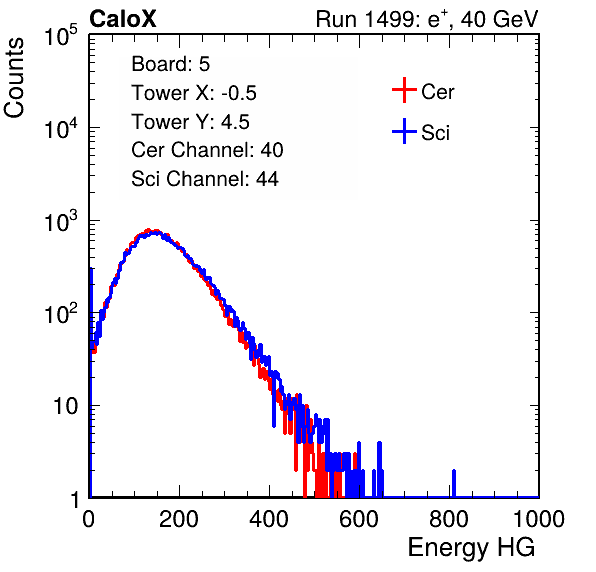 CaloX Run 1499: e+, 40 GeV
Counts
Board: 5
Tower X: -0.5
Tower Y: 4.5
Cer Channel: 40
Sci Channel: 44
Cer
Sci
10^5
10^4
10^3
10^2
10
1
0 200 400 600 800 1000
Energy HG